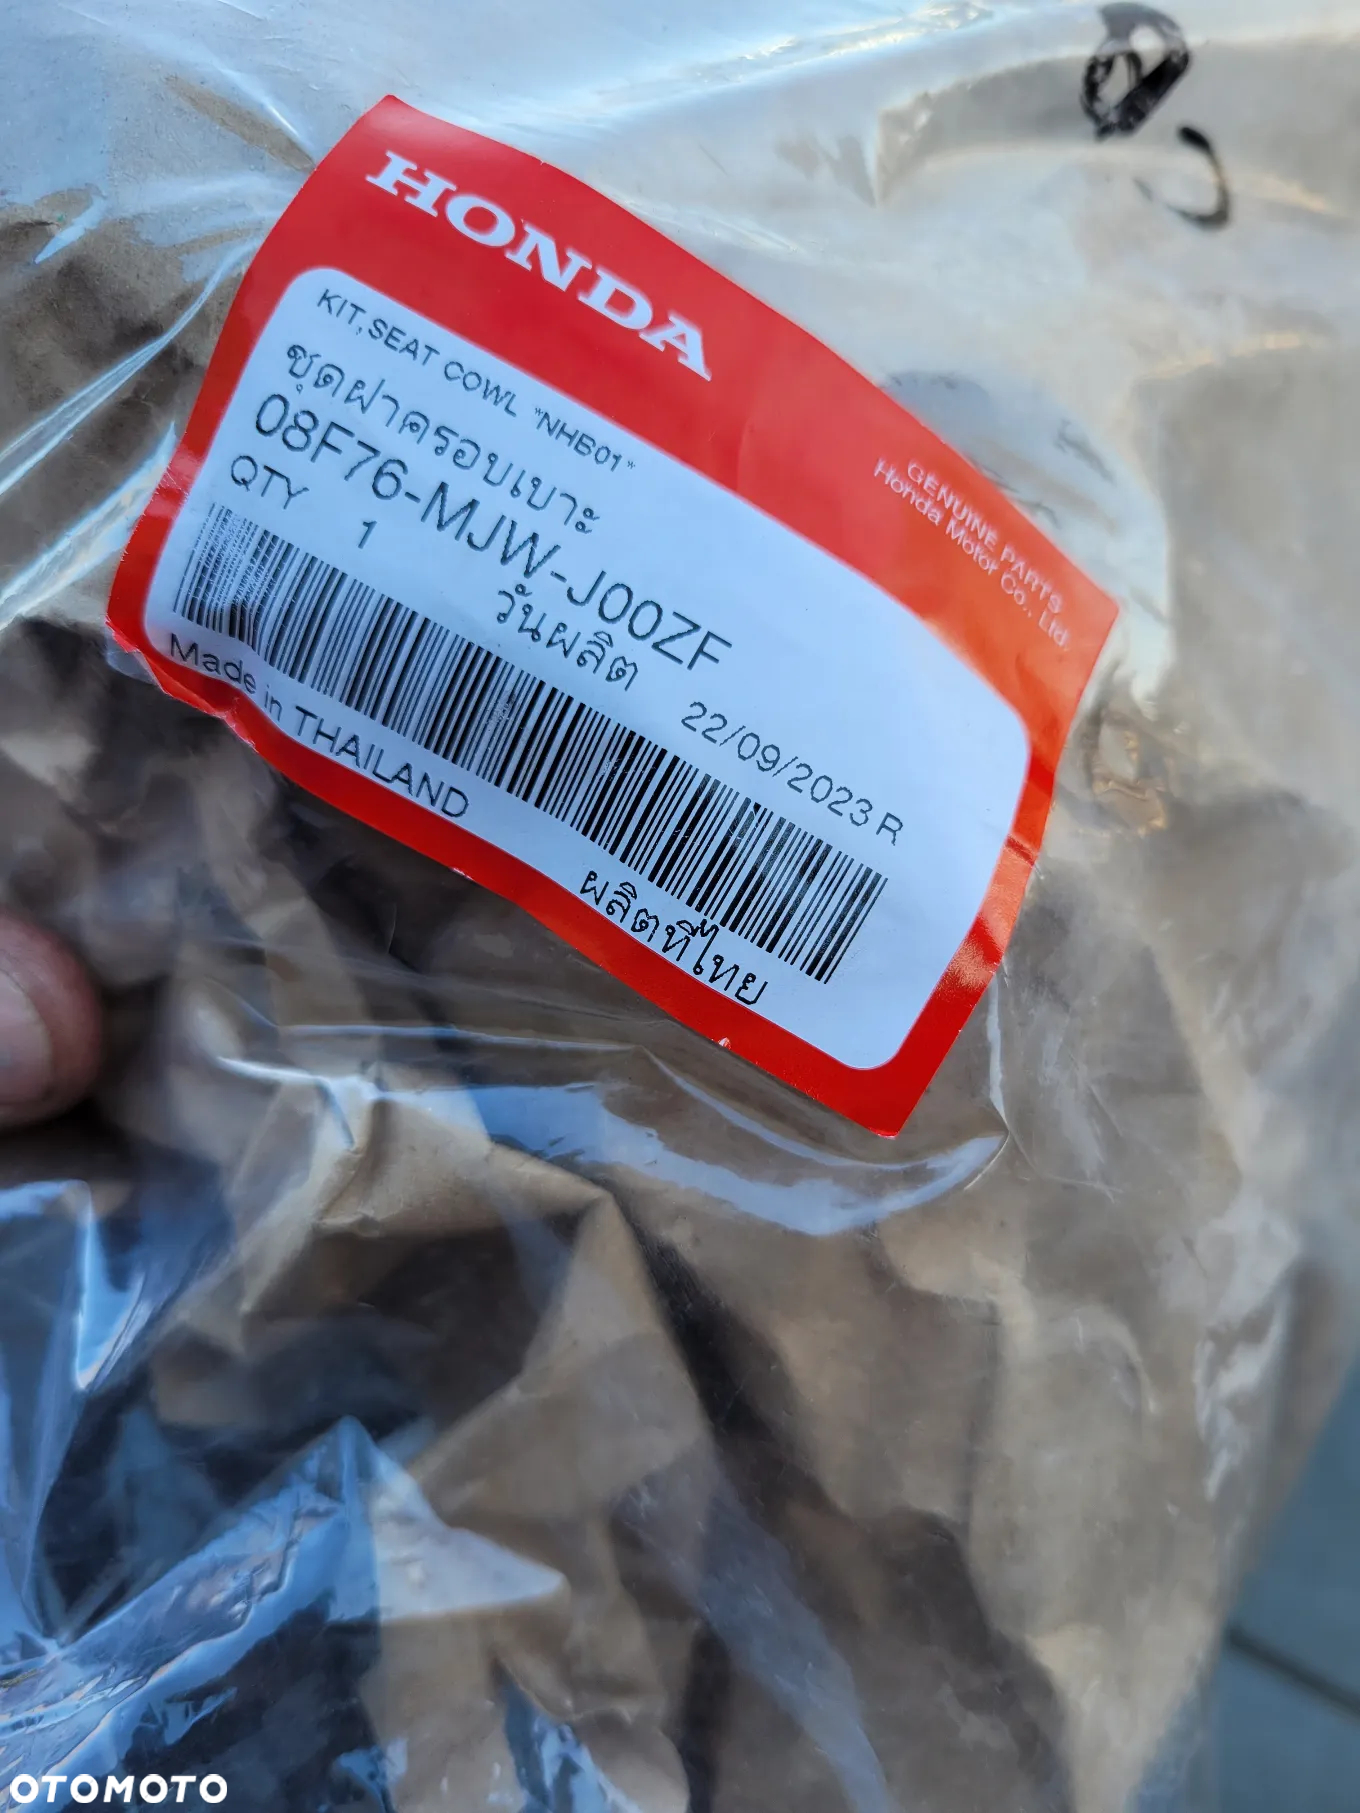 HONDA
GENUINE PARTS
Honda Motor Co., Ltd.
KIT,SEAT COWL *NHB01*
ชุดฝาครอบเบาะ
08F76-MJW-J00ZF
QTY 1
วันผลิต 22/09/2023 R
Made in THAILAND
ผลิตที่ไทย
OTOMOTO